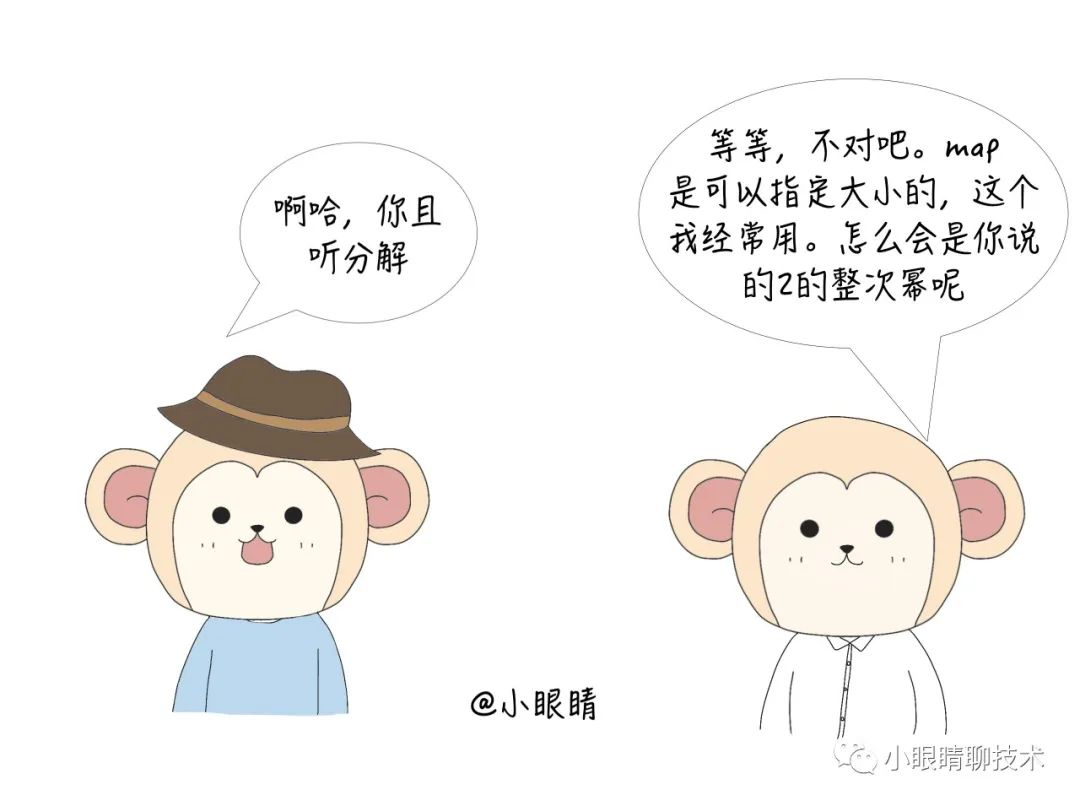 啊哈，你且
听分解
等等，不对吧。map
是可以指定大小的，这个
我经常用。怎么会是你说
的2的整次幂呢
@小眼睛
小眼睛聊技术